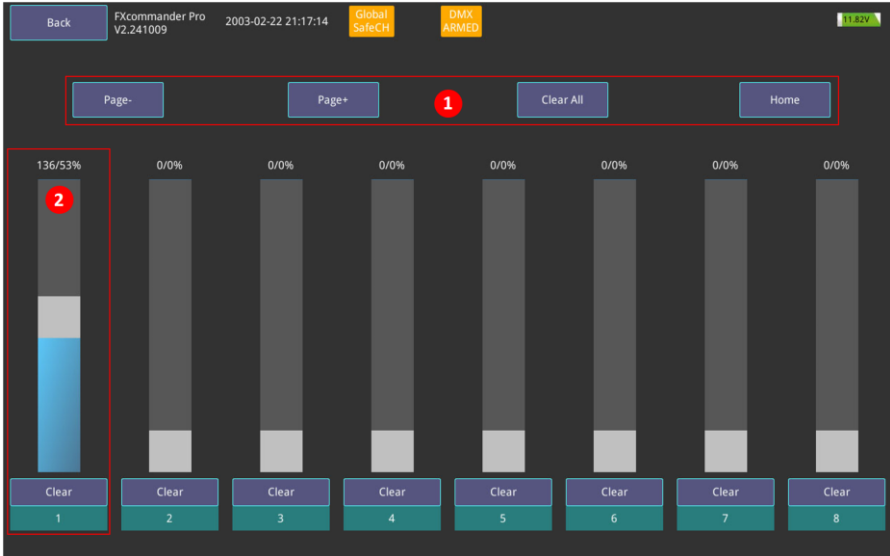 Back
FXcommander Pro
V2.241009
2003-02-22 21:17:14
Global
SafeCH
DMX
ARMED
11.82V
Page-
Page+
1
Clear All
Home
136/53%
0/0%
0/0%
0/0%
0/0%
0/0%
0/0%
0/0%
2
Clear
Clear
Clear
Clear
Clear
Clear
Clear
Clear
1
2
3
4
5
6
7
8